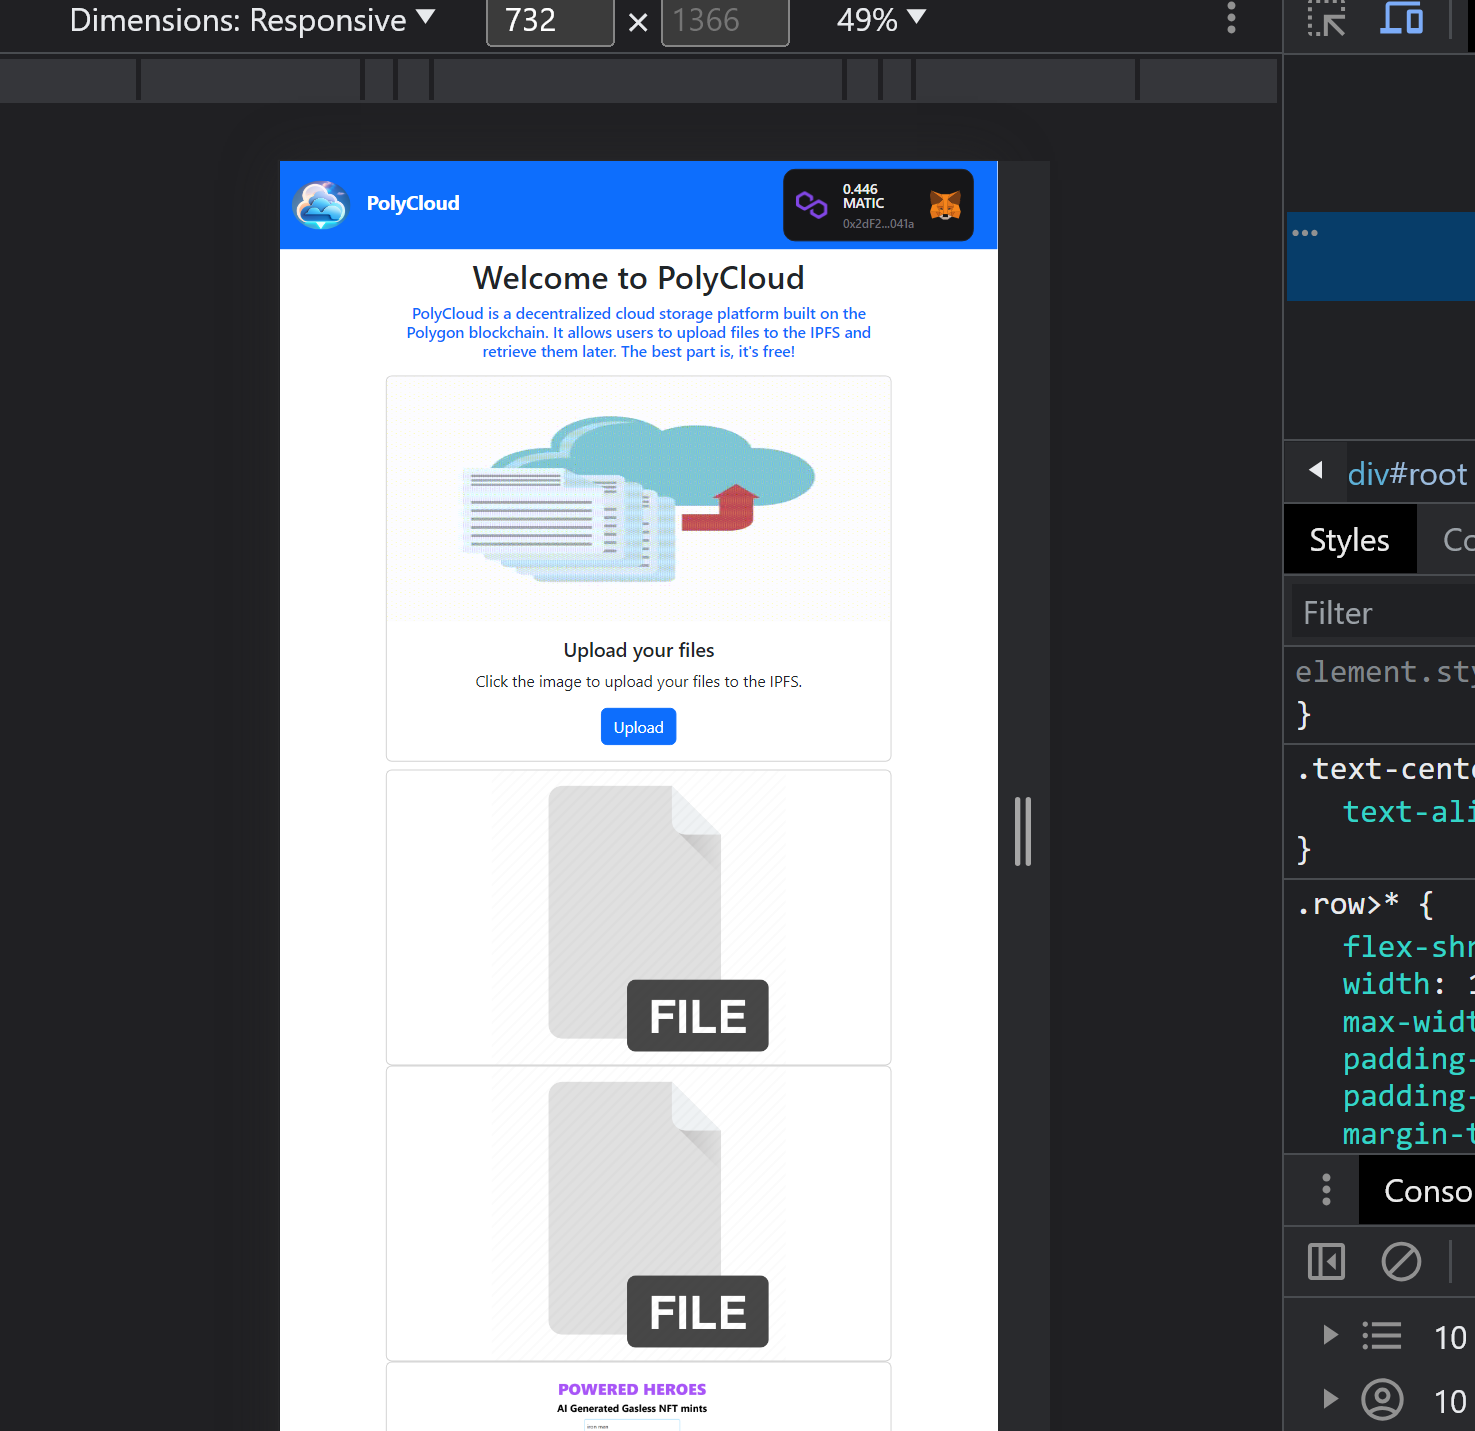 Dimensions: Responsive ▼ 732 × 1366 49% ▼
PolyCloud
0.446
MATIC
0x2dF2...041a
Welcome to PolyCloud
PolyCloud is a decentralized cloud storage platform built on the
Polygon blockchain. It allows users to upload files to the IPFS and
retrieve them later. The best part is, it's free!
Upload your files
Click the image to upload your files to the IPFS.
Upload
FILE
FILE
POWERED HEROES
AI Generated Gasless NFT mints
div#root
Styles
Co
Filter
element.sty
}
.text-cente
text-ali
}
.row>* {
flex-shr
width: 1
max-widt
padding-
padding-
margin-t
Conso
10
10